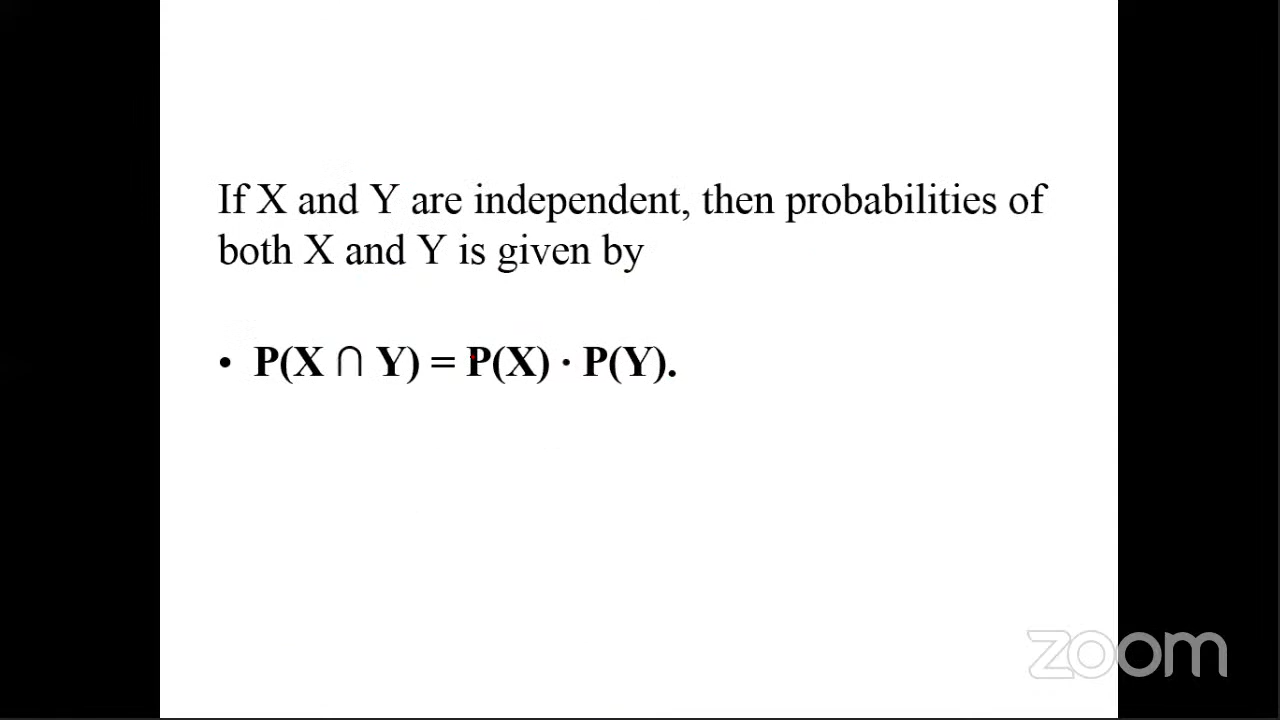 If X and Y are independent, then probabilities of
both X and Y is given by
• P(X ∩ Y) = P(X) · P(Y).
zoom